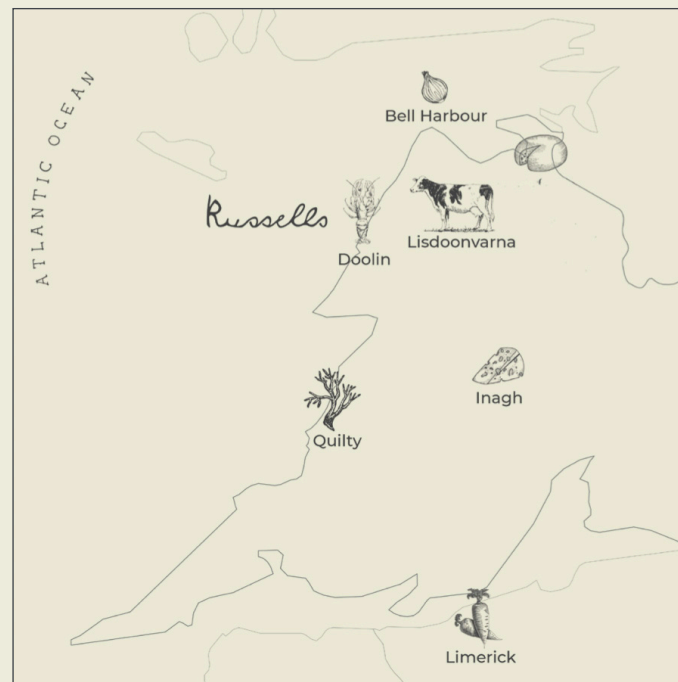 ATLANTIC OCEAN
Bell Harbour
Russells
Lisdoonvarna
Doolin
Inagh
Quilty
Limerick